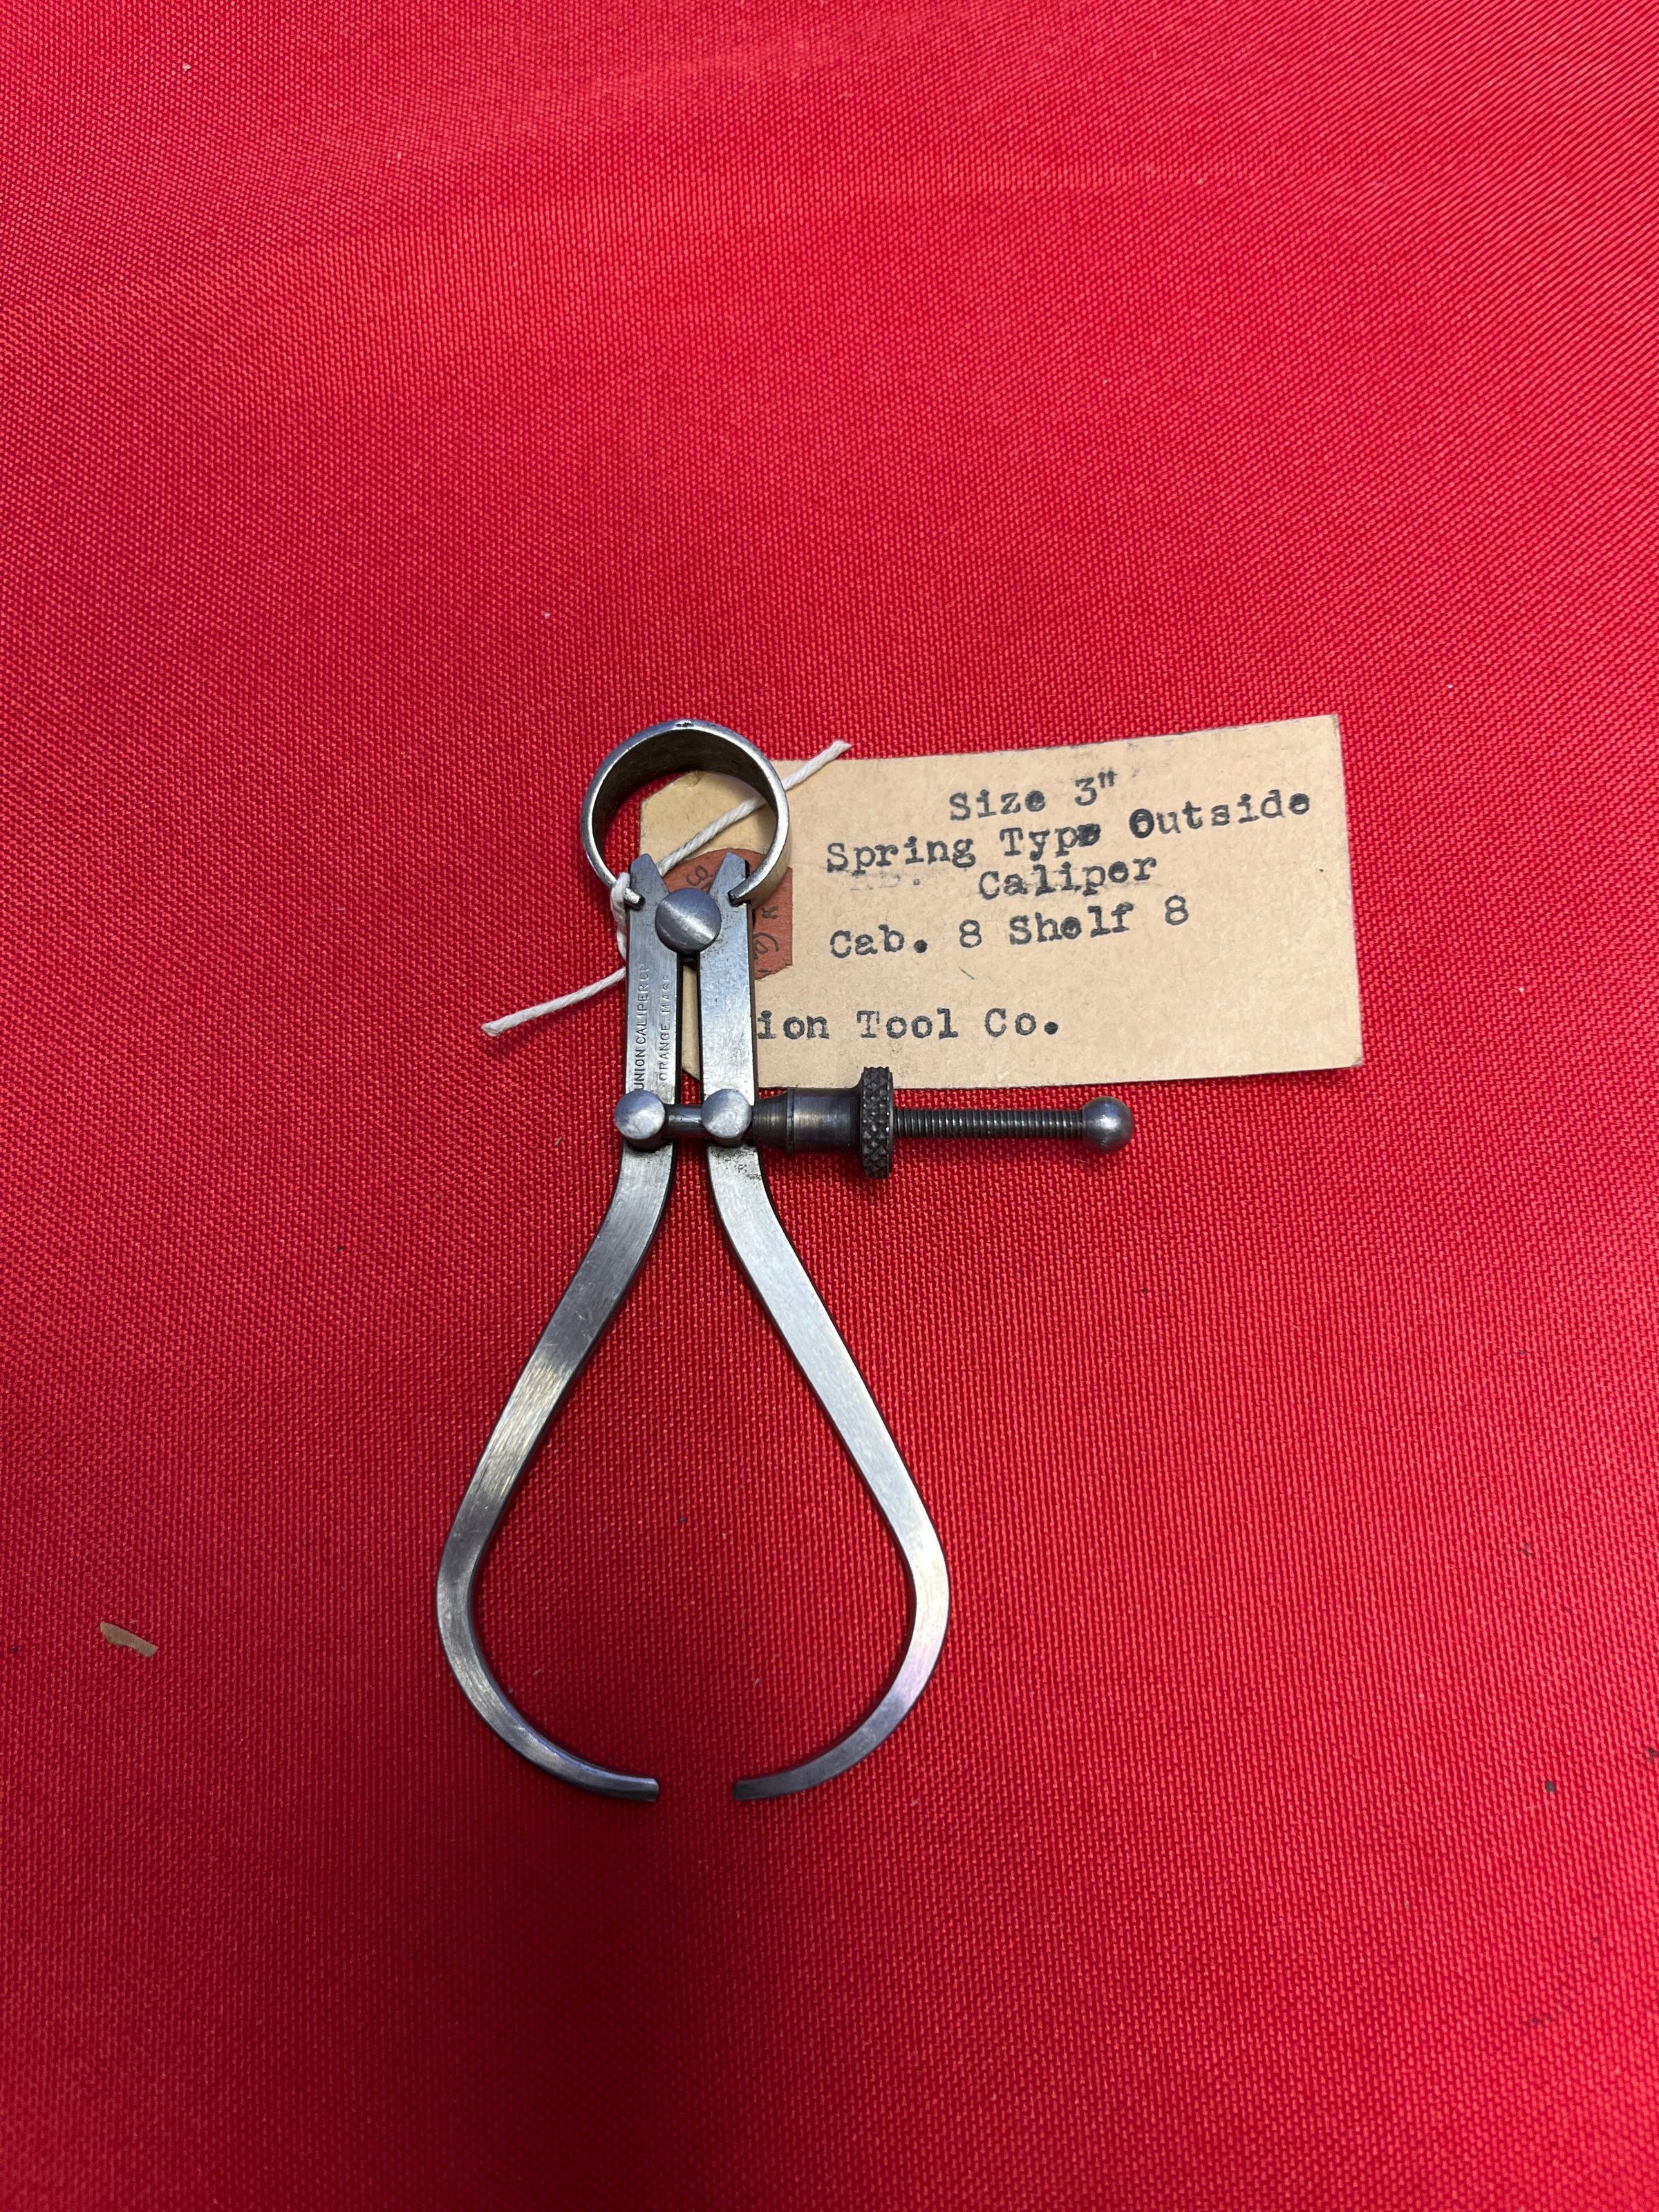 Size 3"
Spring Type Outside
Caliper
Cab. 8 Shelf 8
ion Tool Co.
UNION CALIPER CO
ORANGE MASS